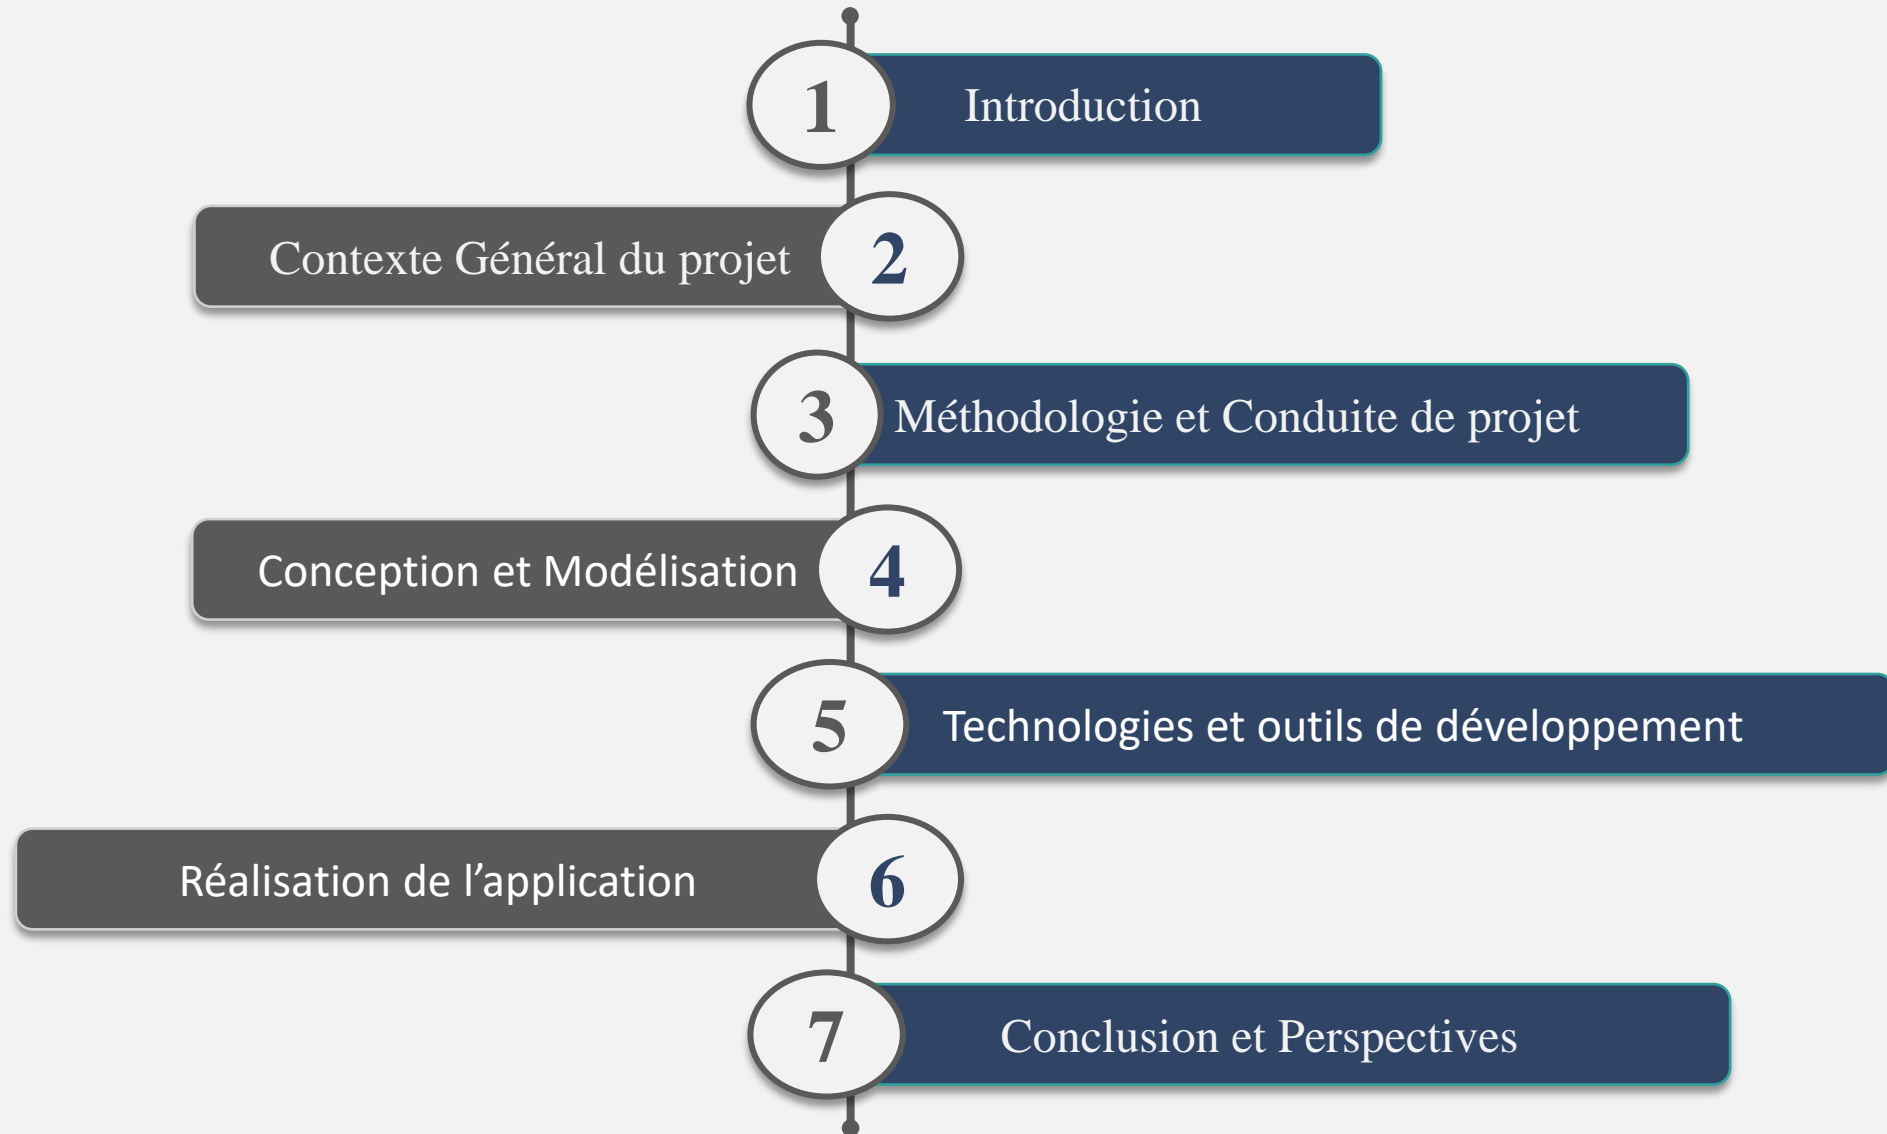 1
Introduction
Contexte Général du projet
2
3
Méthodologie et Conduite de projet
Conception et Modélisation
4
5
Technologies et outils de développement
Réalisation de l’application
6
7
Conclusion et Perspectives